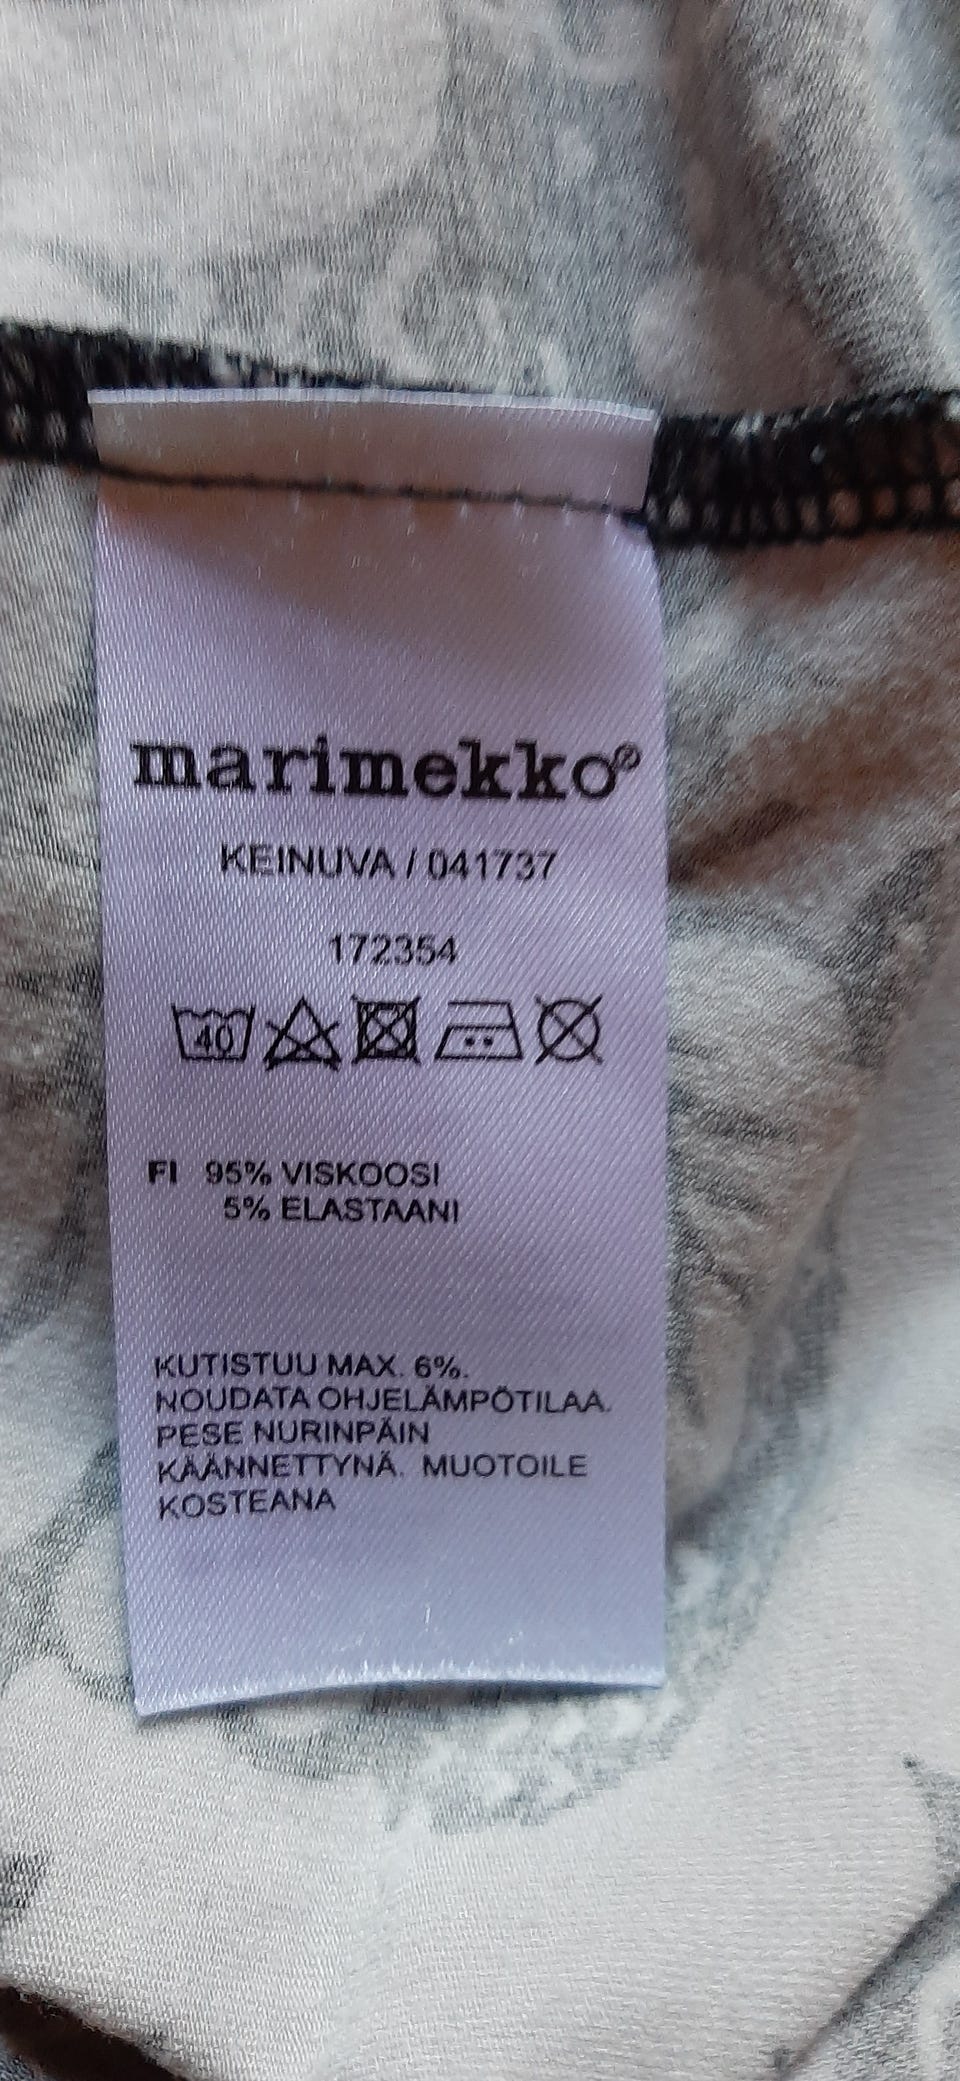 marimekko®
KEINUVA / 041737
172354
40
FI 95% VISKOOSI
5% ELASTAANI
KUTISTUU MAX. 6%.
NOUDATA OHJELÄMPÖTILAA.
PESE NURINPÄIN
KÄÄNNETTYNÄ. MUOTOILE
KOSTEANA